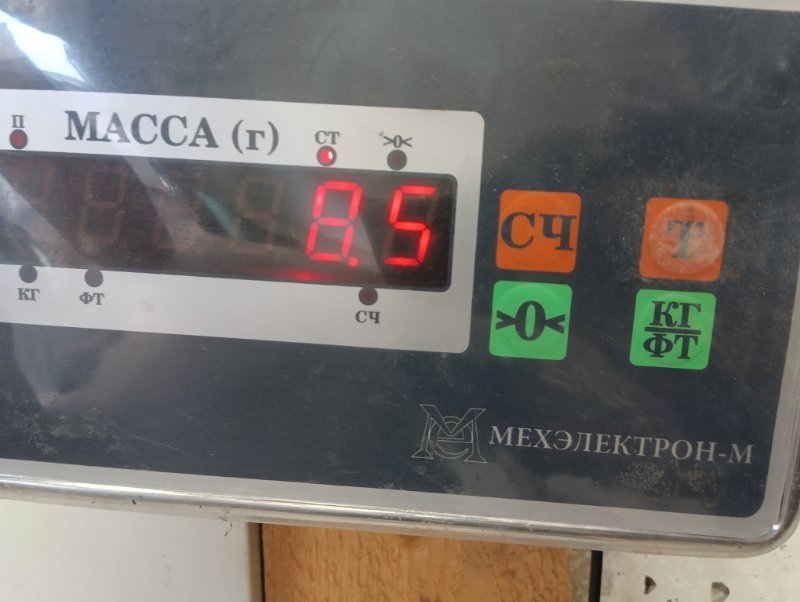 П
МАССА (г)
СТ
>0<
8.5
КГ
ФТ
СЧ
СЧ
Т
>0<
КГ
ФТ
МЕХЭЛЕКТРОН-М